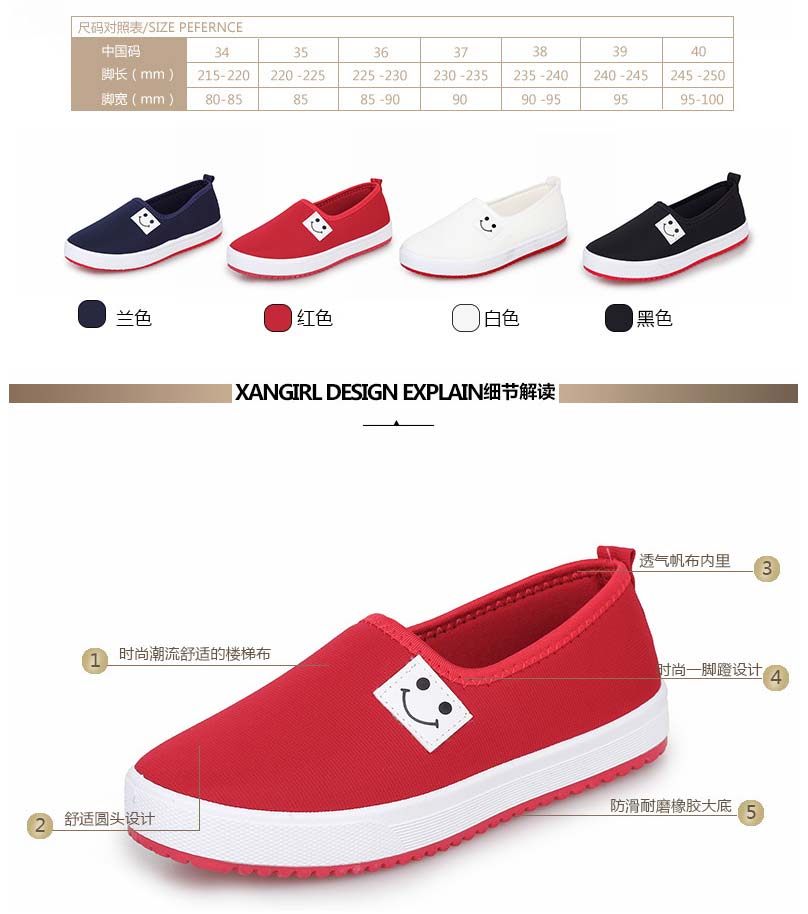 尺码对照表/SIZE PEFERNCE
中国码 34 35 36 37 38 39 40
脚长（mm） 215-220 220 -225 225 -230 230 -235 235 -240 240 -245 245 -250
脚宽（mm） 80-85 85 85 -90 90 90 -95 95 95-100
兰色 红色 白色 黑色
XANGIRL DESIGN EXPLAIN细节解读
透气帆布内里 3
1 时尚潮流舒适的楼梯布
时尚一脚蹬设计 4
防滑耐磨橡胶大底 5
2 舒适圆头设计